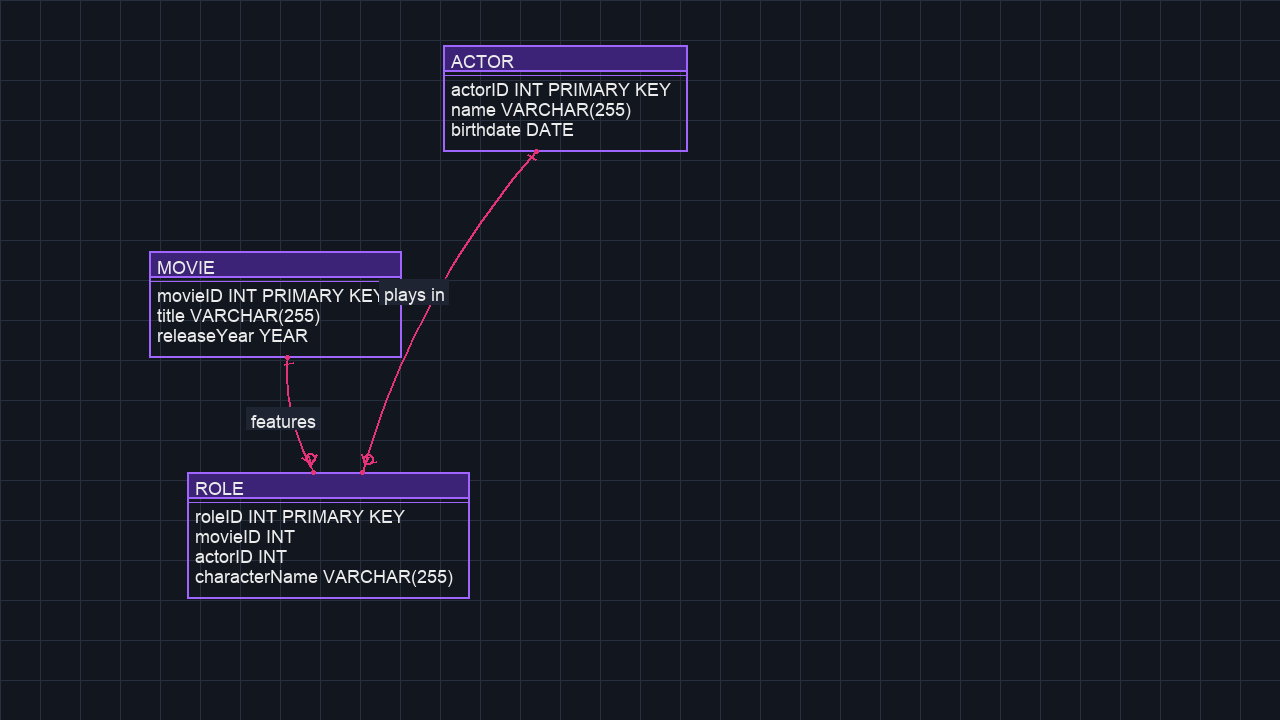 ACTOR
actorID INT PRIMARY KEY
name VARCHAR(255)
birthdate DATE
MOVIE
movieID INT PRIMARY KEY
title VARCHAR(255)
releaseYear YEAR
plays in
features
ROLE
roleID INT PRIMARY KEY
movieID INT
actorID INT
characterName VARCHAR(255)